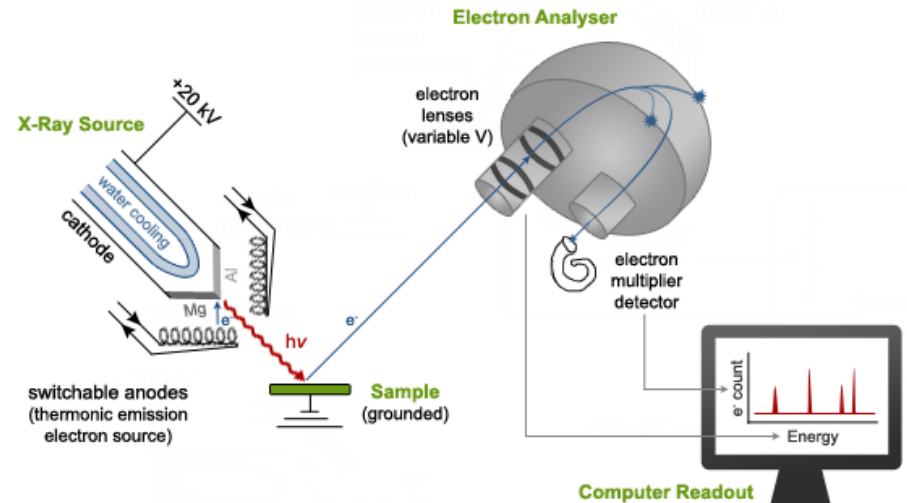 Electron Analyser
+20 kV
X-Ray Source
electron
lenses
(variable V)
water cooling
cathode
Al
Mg
e-
hν
e-
electron
multiplier
detector
switchable anodes
(thermonic emission
electron source)
Sample
(grounded)
e- count
Energy
Computer Readout